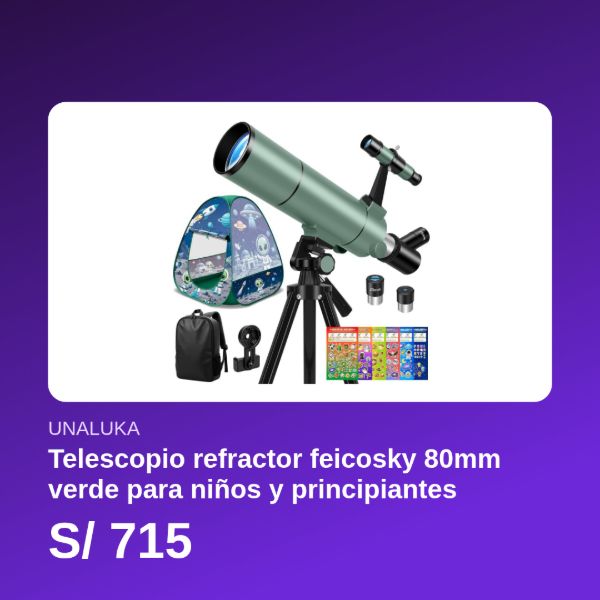 UNALUKA
Telescopio refractor feicosky 80mm
verde para niños y principiantes
S/ 715